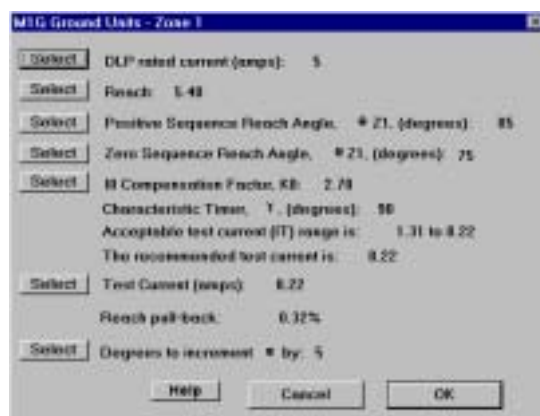 M1G Ground Units - Zone 1
Select DLP rated current (amps): 5
Select Reach: 5.40
Select Positive Sequence Reach Angle, Z1, (degrees): 85
Select Zero Sequence Reach Angle, Z1, (degrees): 75
Select Compensation Factor, K0: 2.70
Characteristic Timer, (degrees): 90
Acceptable test current (IT) range is: 1.31 to 8.22
The recommended test current is: 8.22
Select Test Current (amps): 8.22
Reach pull-back: 0.32%
Select Degrees to increment by: 5
Help Cancel OK